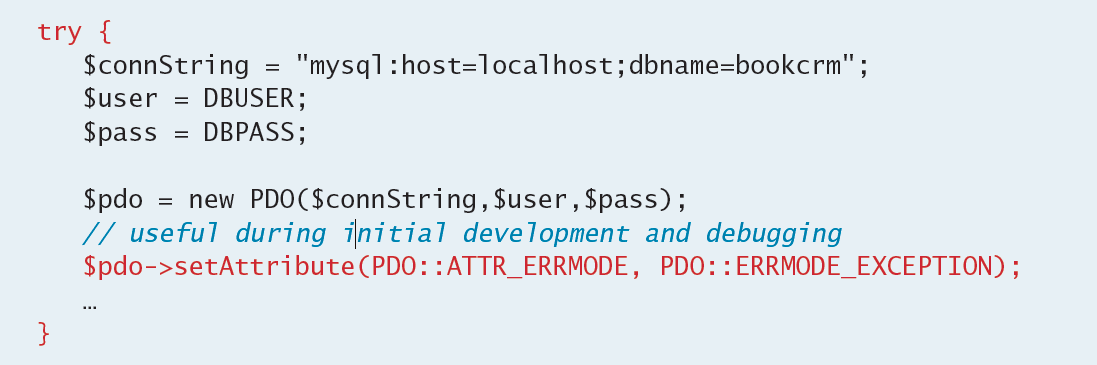 try {
$connString = "mysql:host=localhost;dbname=bookcrm";
$user = DBUSER;
$pass = DBPASS;
$pdo = new PDO($connString,$user,$pass);
// useful during initial development and debugging
$pdo->setAttribute(PDO::ATTR_ERRMODE, PDO::ERRMODE_EXCEPTION);
…
}